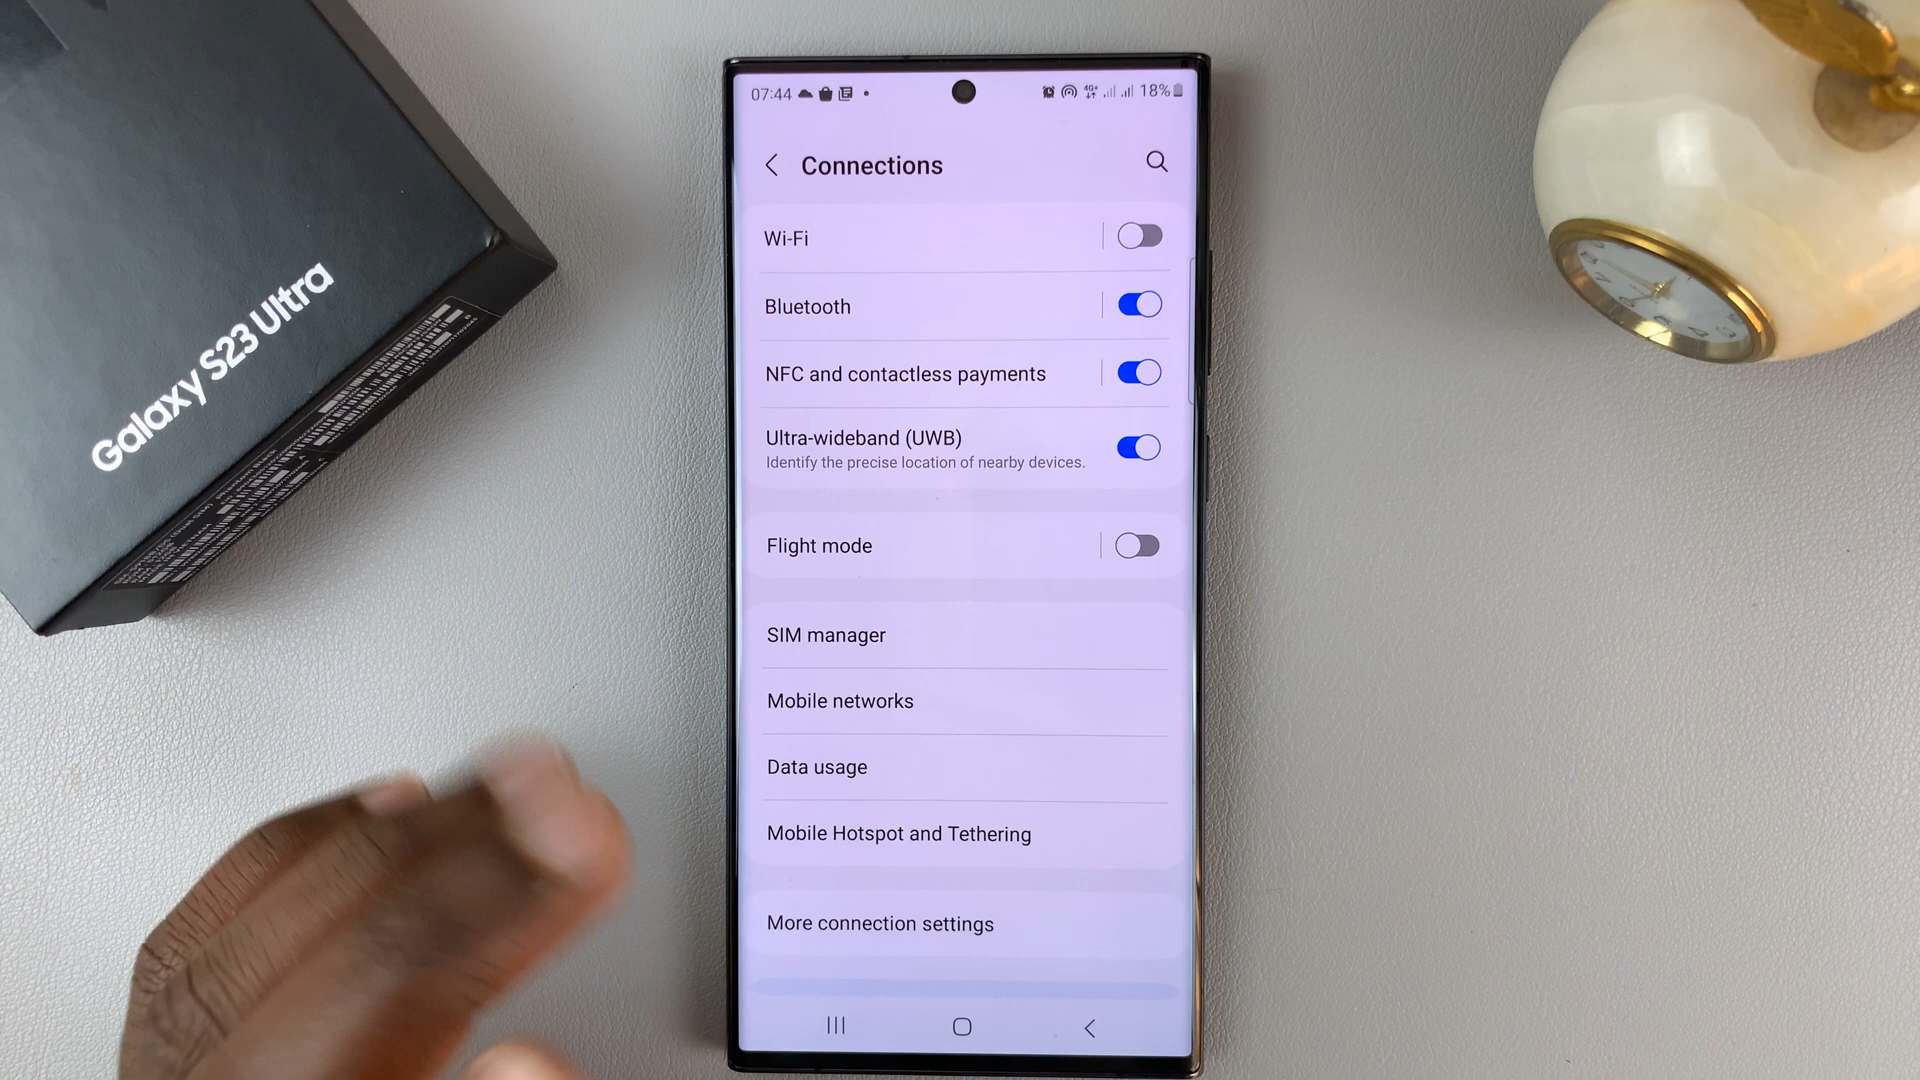 Galaxy S23 Ultra
07:44
4G+
18%
Connections
Wi-Fi
Bluetooth
NFC and contactless payments
Ultra-wideband (UWB)
Identify the precise location of nearby devices.
Flight mode
SIM manager
Mobile networks
Data usage
Mobile Hotspot and Tethering
More connection settings